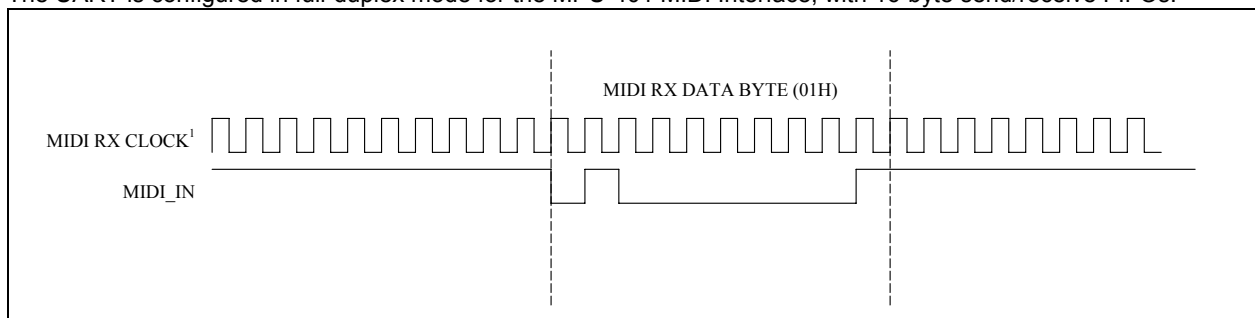 The UART is configured in full-duplex mode for the MPU-401 MIDI interface, with 16-byte send/receive FIFOs.
MIDI RX DATA BYTE (01H)
MIDI RX CLOCK¹
MIDI_IN